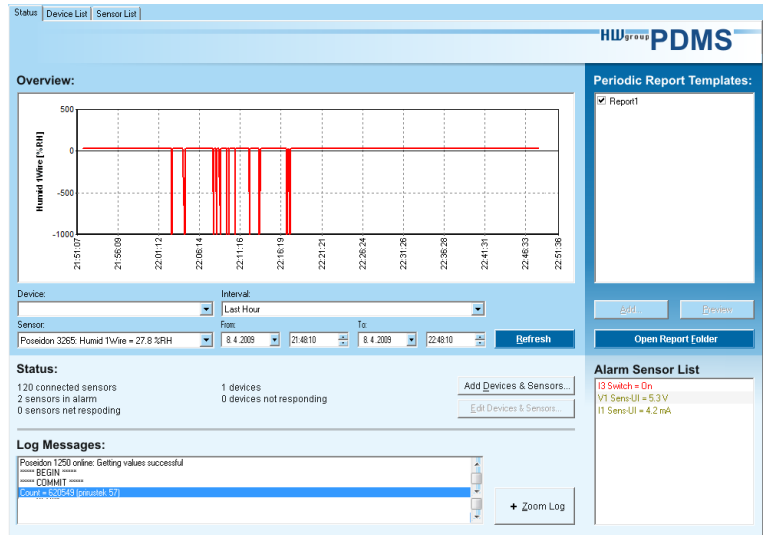 Status Device List Sensor List
HWgroup PDMS
Overview:
500
0
-500
-1000
Humid 1Wire [%RH]
21:51:07 21:56:09 22:01:12 22:06:14 22:11:16 22:16:19 22:21:21 22:26:24 22:31:26 22:36:28 22:41:31 22:46:33 22:51:36
Periodic Report Templates:
Report1
Device: Interval:
Last Hour
Sensor: From: To:
Poseidon 3265: Humid 1Wire = 27.8 %RH 8. 4 .2009 21:48:10 8. 4 .2009 22:48:10 Refresh
Add Preview
Open Report Folder
Status:
120 connected sensors 1 devices
2 sensors in alarm 0 devices not responding
0 sensors net respoding
Add Devices & Sensors...
Edit Devices & Sensors...
Alarm Sensor List
I3 Switch = On
V1 Sens-UI = 5.3 V
I1 Sens-UI = 4.2 mA
Log Messages:
Poseidon 1250 online: Getting values successful
***** BEGIN *****
***** COMMIT *****
Count = 620549 (prirustek 57)
+ Zoom Log